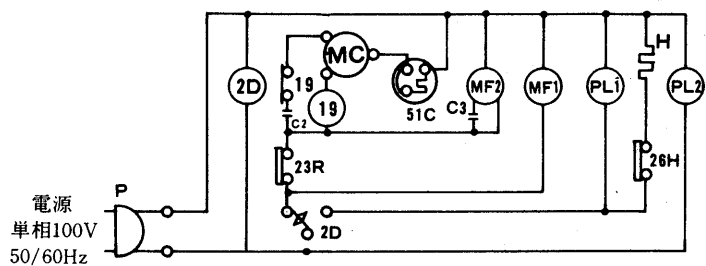 MC
H
2D
19
C2
19
51C
C3
MF2
MF1
PL1
PL2
23R
26H
P
2D
電源
単相100V
50/60Hz